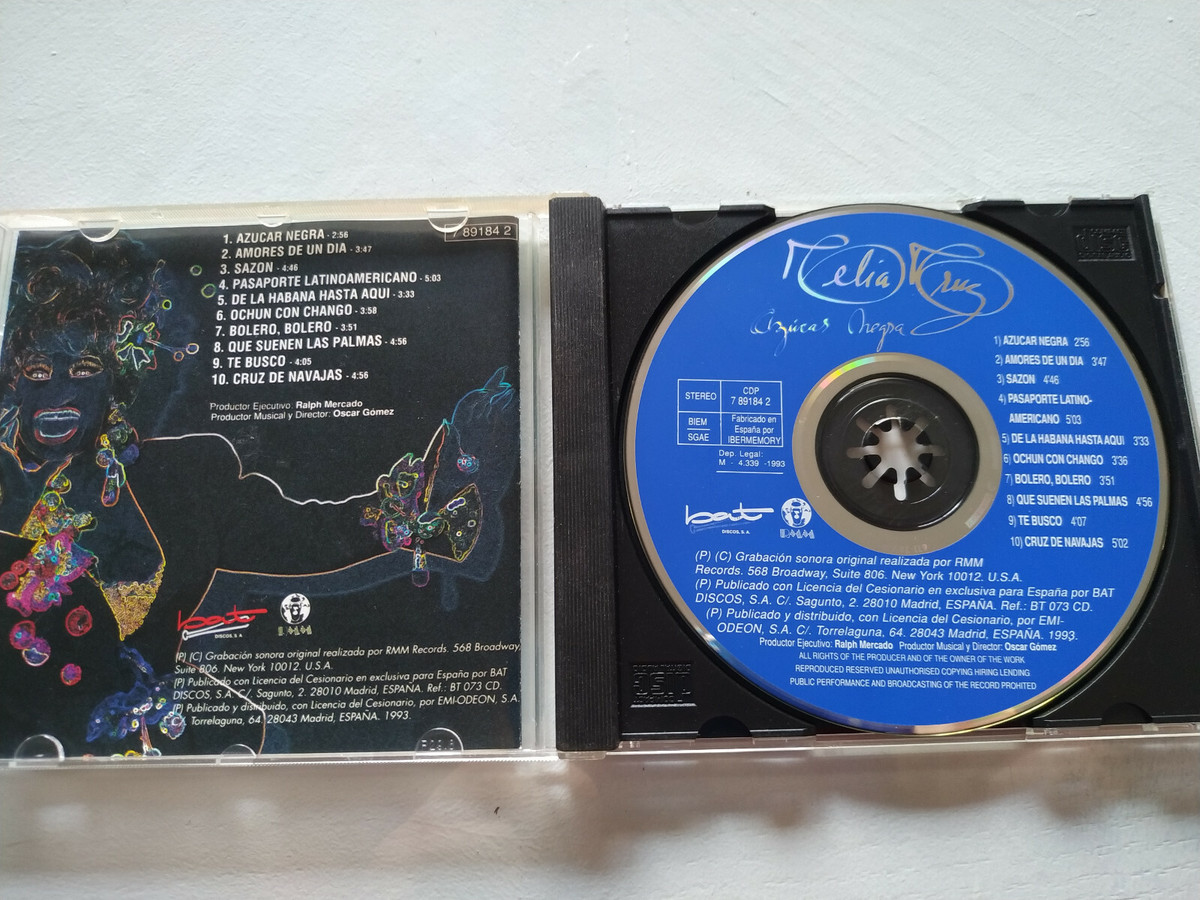 7 89184 2
1. AZUCAR NEGRA - 2:56
2. AMORES DE UN DIA - 3:47
3. SAZON - 4:46
4. PASAPORTE LATINOAMERICANO - 5:03
5. DE LA HABANA HASTA AQUI - 3:33
6. OCHUN CON CHANGO - 3:58
7. BOLERO, BOLERO - 3:51
8. QUE SUENEN LAS PALMAS - 4:56
9. TE BUSCO - 4:05
10. CRUZ DE NAVAJAS - 4:56
Productor Ejecutivo: Ralph Mercado
Productor Musical y Director: Oscar Gómez
bat
DISCOS, S.A.
RMM
(P) (C) Grabación sonora original realizada por RMM Records. 568 Broadway,
Suite 806. New York 10012. U.S.A.
(P) Publicado con Licencia del Cesionario en exclusiva para España por BAT
DISCOS, S.A. C/. Sagunto, 2. 28010 Madrid, ESPAÑA. Ref.: BT 073 CD.
(P) Publicado y distribuido, con Licencia del Cesionario, por EMI-ODEON, S.A.
C/. Torrelaguna, 64. 28043 Madrid, ESPAÑA. 1993.
Celia Cruz
Azúcar Negra
STEREO
CDP
7 89184 2
BIEM
SGAE
Fabricado en
España por
IBERMEMORY
Dep. Legal:
M - 4.339 -1993
1) AZUCAR NEGRA 2'56
2) AMORES DE UN DIA 3'47
3) SAZON 4'46
4) PASAPORTE LATINO-
AMERICANO 5'03
5) DE LA HABANA HASTA AQUI 3'33
6) OCHUN CON CHANGO 3'36
7) BOLERO, BOLERO 3'51
8) QUE SUENEN LAS PALMAS 4'56
9) TE BUSCO 4'07
10) CRUZ DE NAVAJAS 5'02
bat
DISCOS, S.A.
RMM
(P) (C) Grabación sonora original realizada por RMM
Records. 568 Broadway, Suite 806. New York 10012. U.S.A.
(P) Publicado con Licencia del Cesionario en exclusiva para España por BAT
DISCOS, S.A. C/. Sagunto, 2. 28010 Madrid, ESPAÑA. Ref.: BT 073 CD.
(P) Publicado y distribuido, con Licencia del Cesionario, por EMI-
ODEON, S.A. C/. Torrelaguna, 64. 28043 Madrid, ESPAÑA. 1993.
Productor Ejecutivo: Ralph Mercado Productor Musical y Director: Oscar Gómez
ALL RIGHTS OF THE PRODUCER AND OF THE OWNER OF THE WORK
REPRODUCED RESERVED UNAUTHORISED COPYING HIRING LENDING
PUBLIC PERFORMANCE AND BROADCASTING OF THE RECORD PROHIBITED